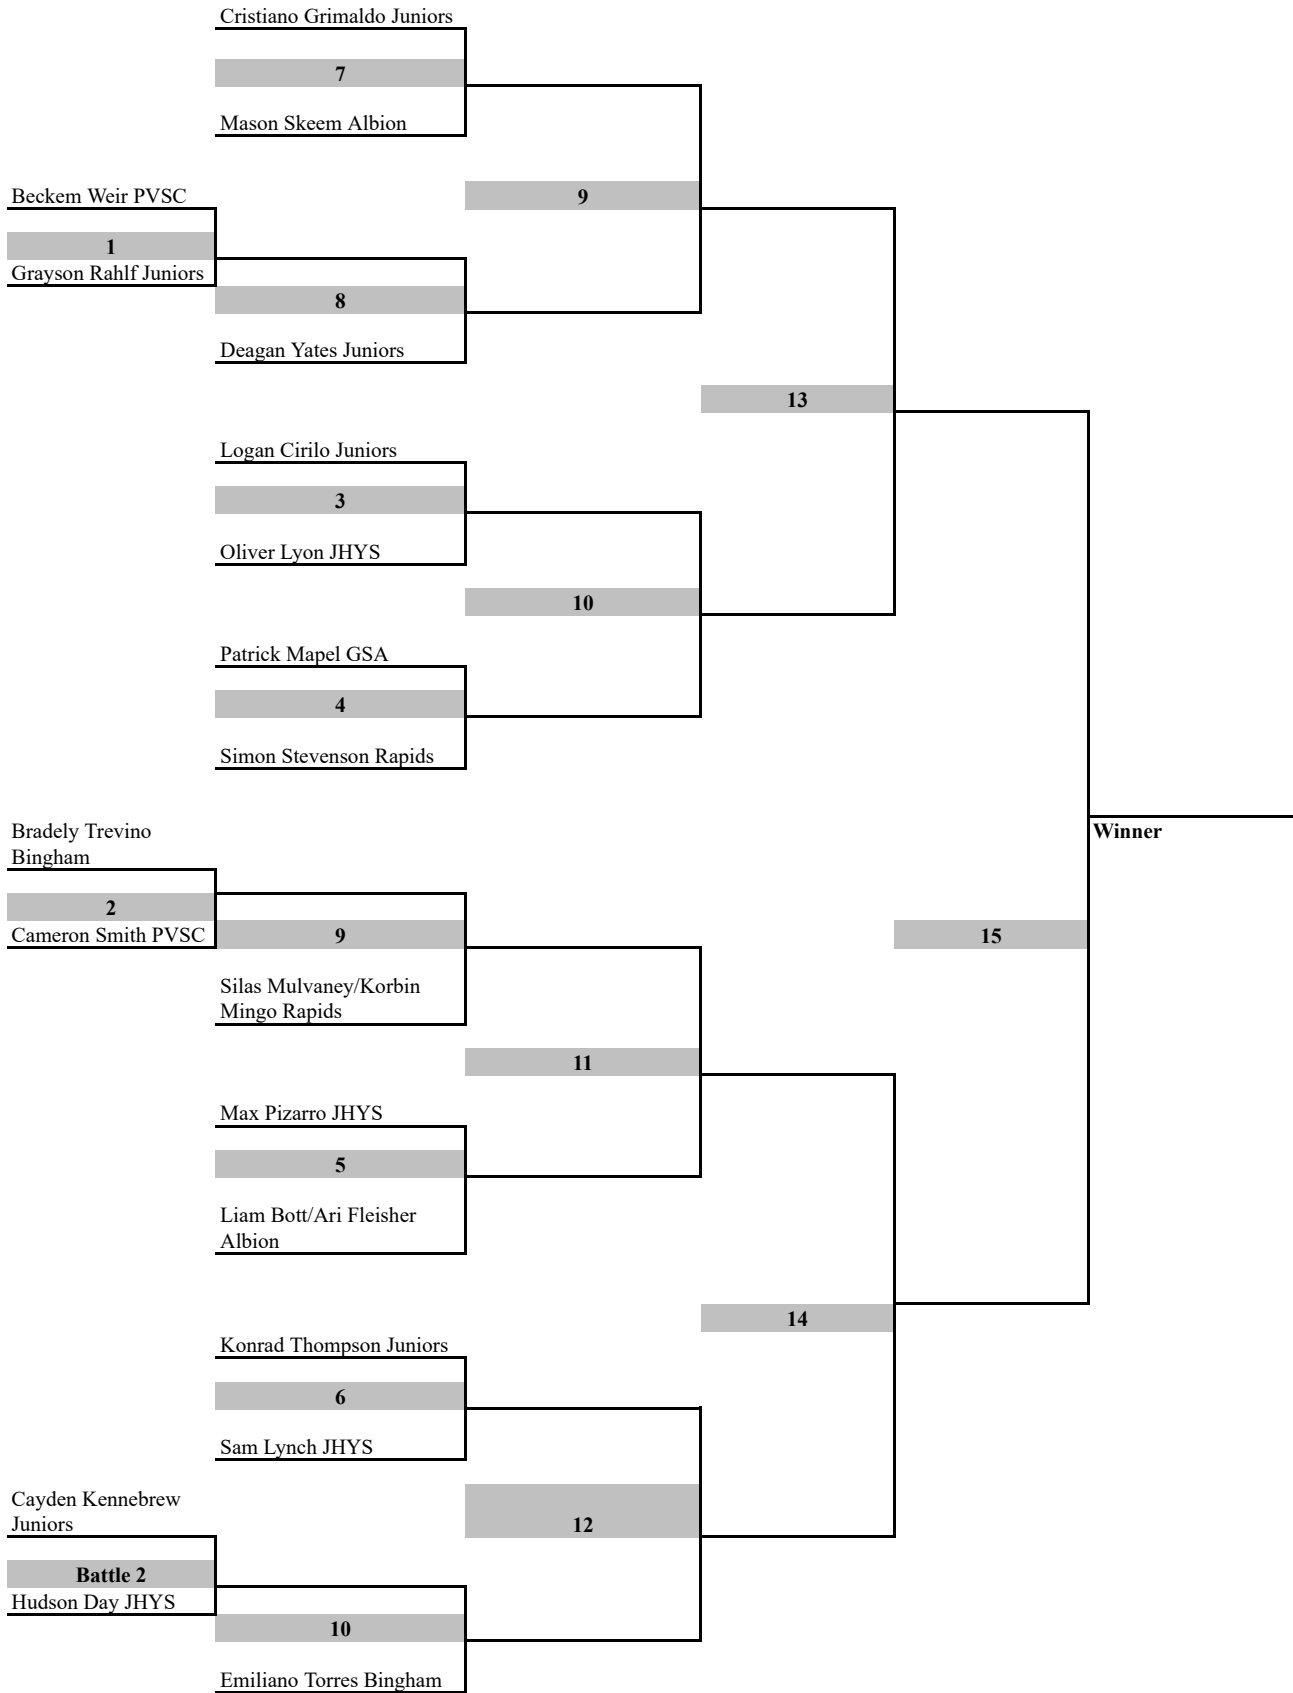 Cristiano Grimaldo Juniors
7
Mason Skeem Albion
Beckem Weir PVSC
9
1
Grayson Rahlf Juniors
8
Deagan Yates Juniors
13
Logan Cirilo Juniors
3
Oliver Lyon JHYS
10
Patrick Mapel GSA
4
Simon Stevenson Rapids
Bradely Trevino
Bingham
Winner
2
Cameron Smith PVSC
9
15
Silas Mulvaney/Korbin
Mingo Rapids
11
Max Pizarro JHYS
5
Liam Bott/Ari Fleisher
Albion
14
Konrad Thompson Juniors
6
Sam Lynch JHYS
Cayden Kennebrew
Juniors
12
Battle 2
Hudson Day JHYS
10
Emiliano Torres Bingham